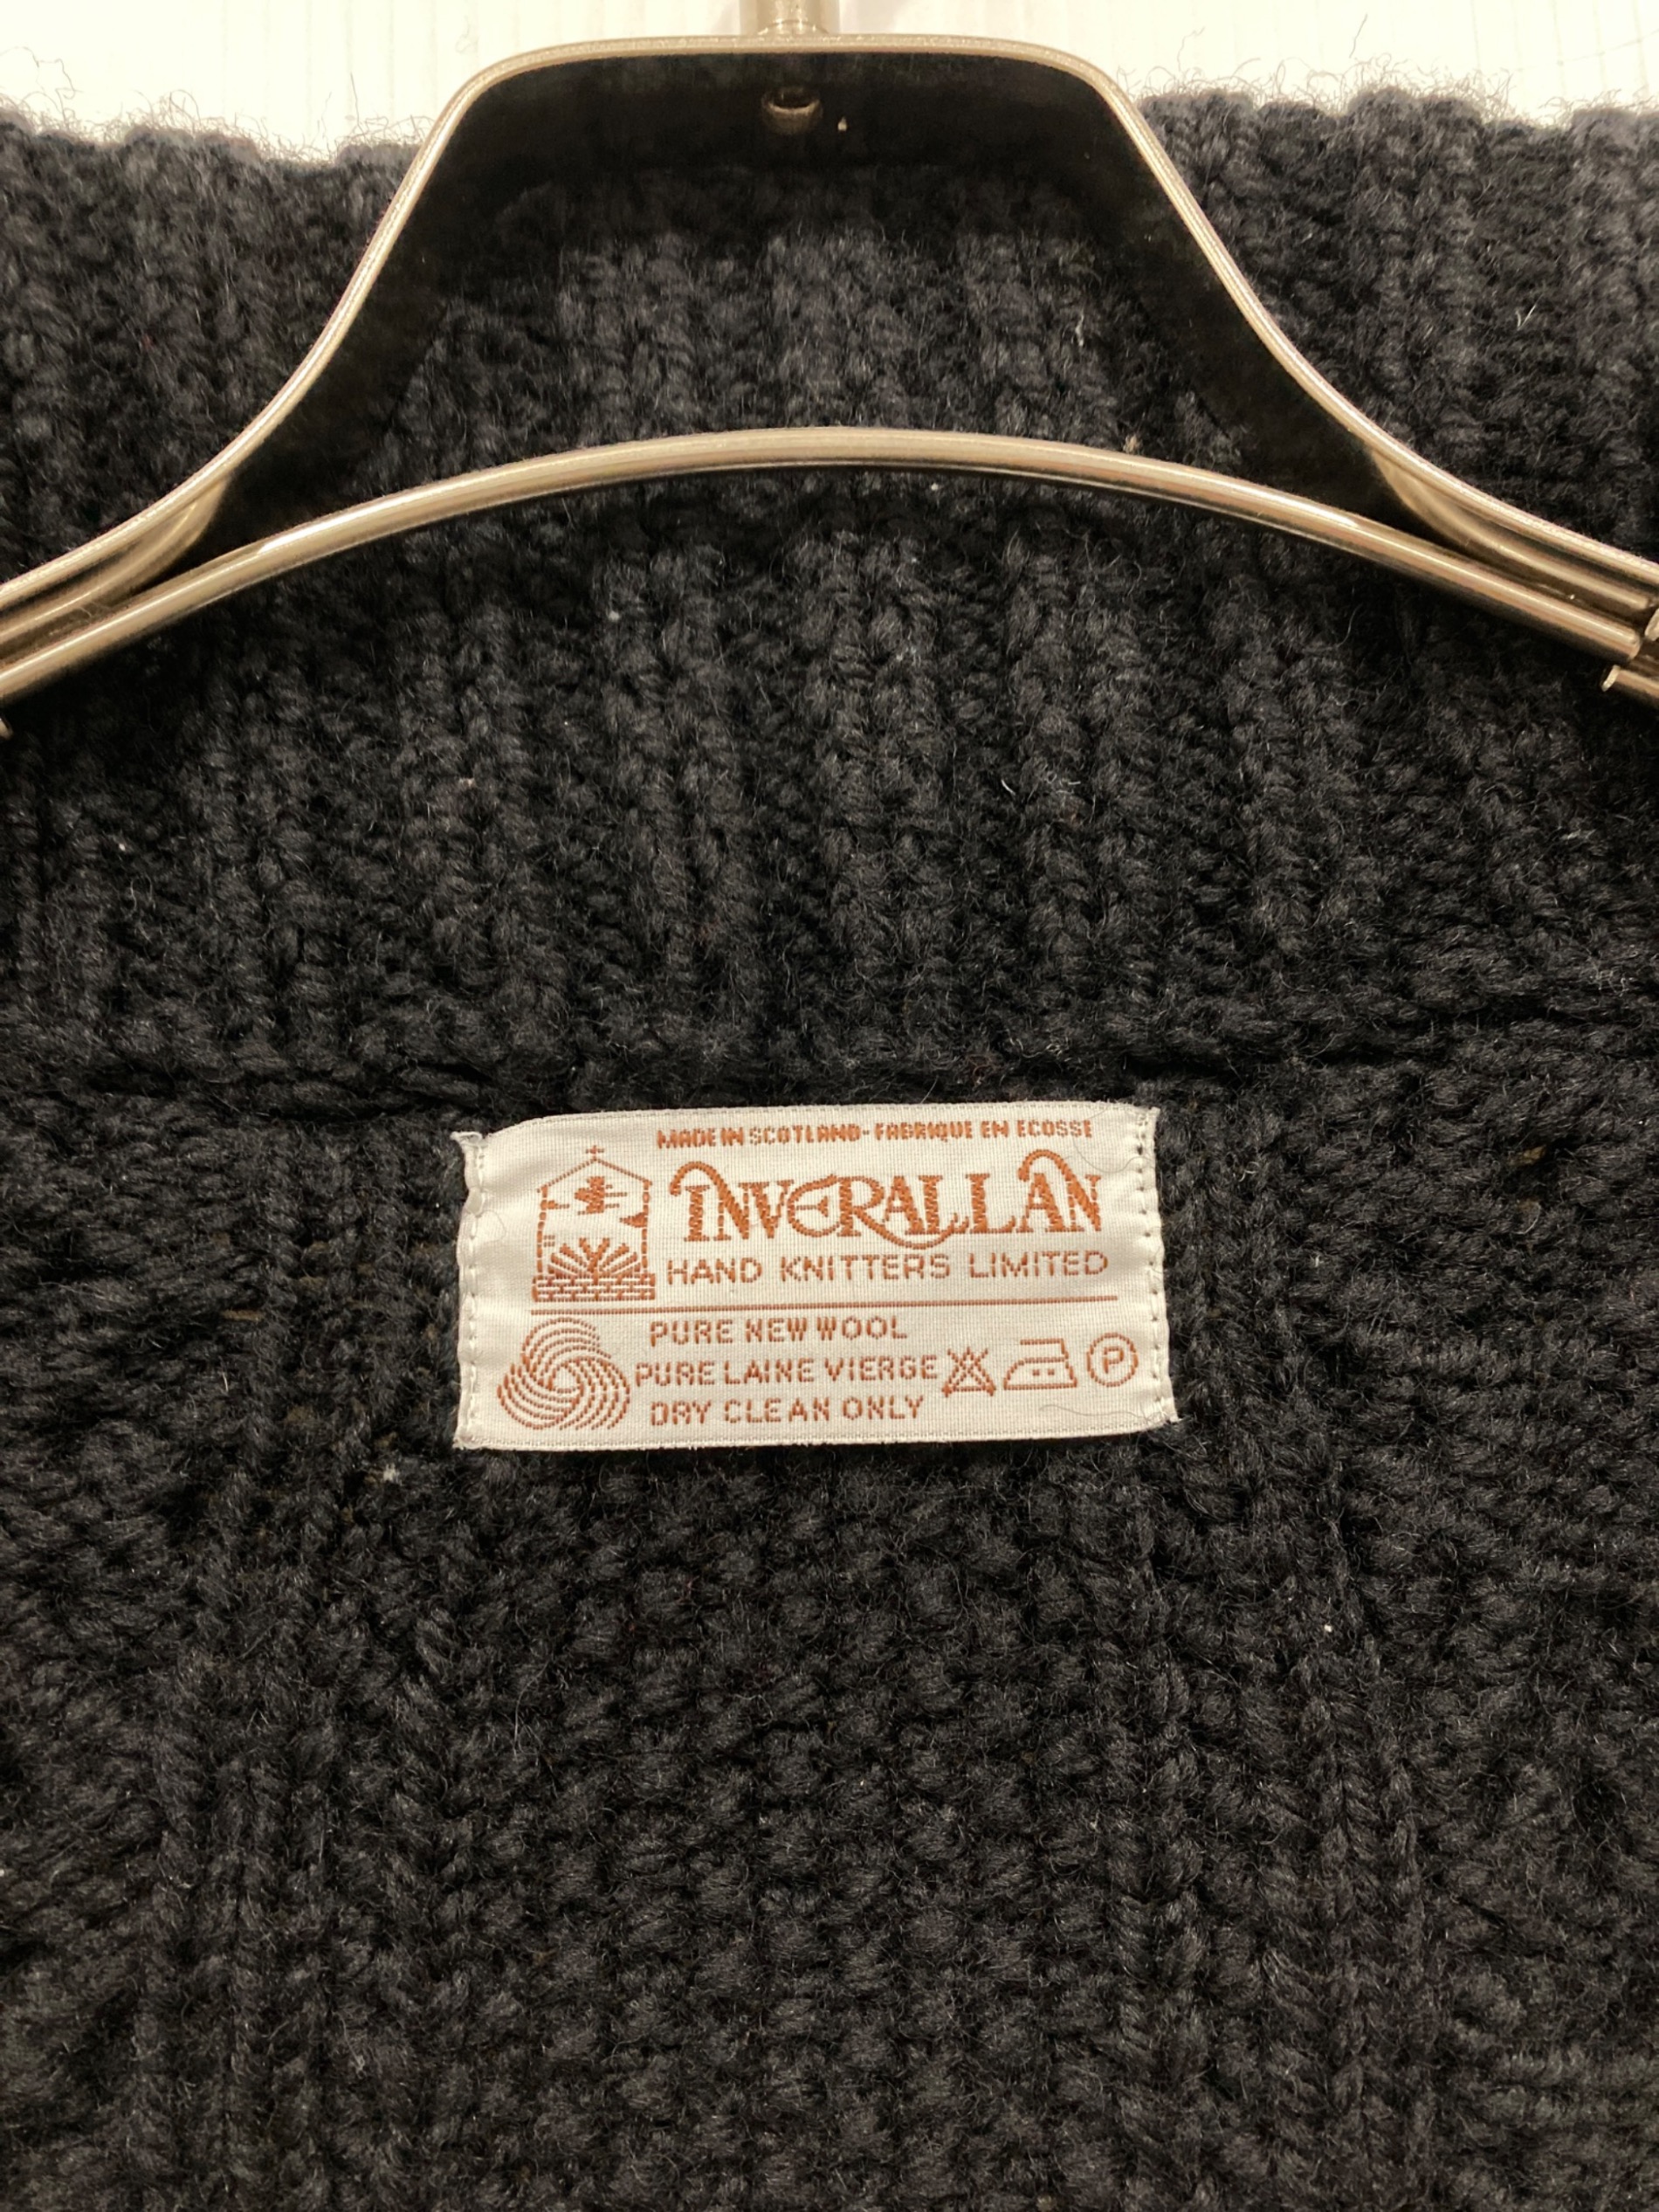 MADE IN SCOTLAND - FABRIQUE EN ECOSSE
INVERALLAN
HAND KNITTERS LIMITED
PURE NEW WOOL
PURE LAINE VIERGE
DRY CLEAN ONLY
P